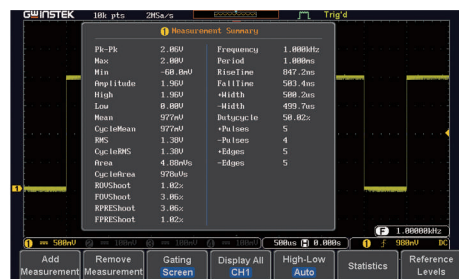 GWINSTEK 10k pts 2MSa/s Trig'd
1 Measurement Summary
Pk-Pk 2.06V Frequency 1.000kHz
Max 2.00V Period 1.000ms
Min -60.0mV RiseTime 847.2ns
Amplitude 1.96V FallTime 503.4ns
High 1.96V +Width 500.2us
Low 0.00V -Width 499.7us
Mean 977mV Dutycycle 50.02%
CycleMean 977mV +Pulses 5
RMS 1.38V -Pulses 4
CycleRMS 1.38V +Edges 5
Area 4.88mVs -Edges 5
CycleArea 978uVs
ROVShoot 1.02%
FOVShoot 3.06%
RPREShoot 3.06%
FPREShoot 1.02%
1
F 1.00000kHz
1 500mV 2 100mV 3 100mV 4 100mV 500us H 0.000s 1 980mV DC
Add Measurement
Remove Measurement
Gating Screen
Display All CH1
High-Low Auto
Statistics
Reference Levels